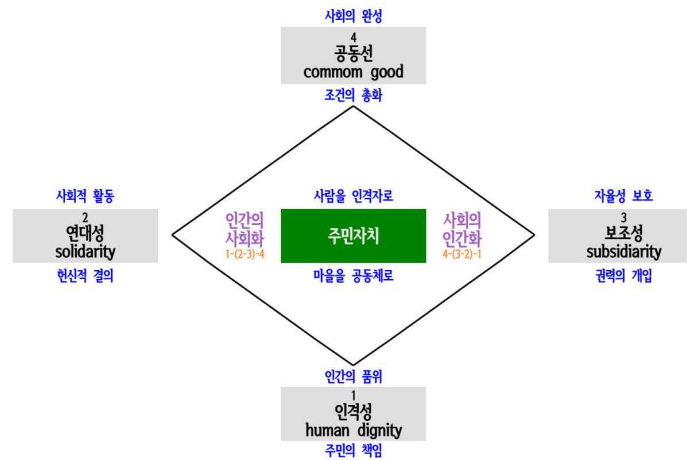 사회의 완성
4
공동선
commom good
조건의 총화
사회적 활동
2
연대성
solidarity
헌신적 결의
인간의
사회화
1-(2-3)-4
사람을 인격자로
주민자치
마을을 공동체로
사회의
인간화
4-(3-2)-1
자율성 보호
3
보조성
subsidiarity
권력의 개입
인간의 품위
1
인격성
human dignity
주민의 책임